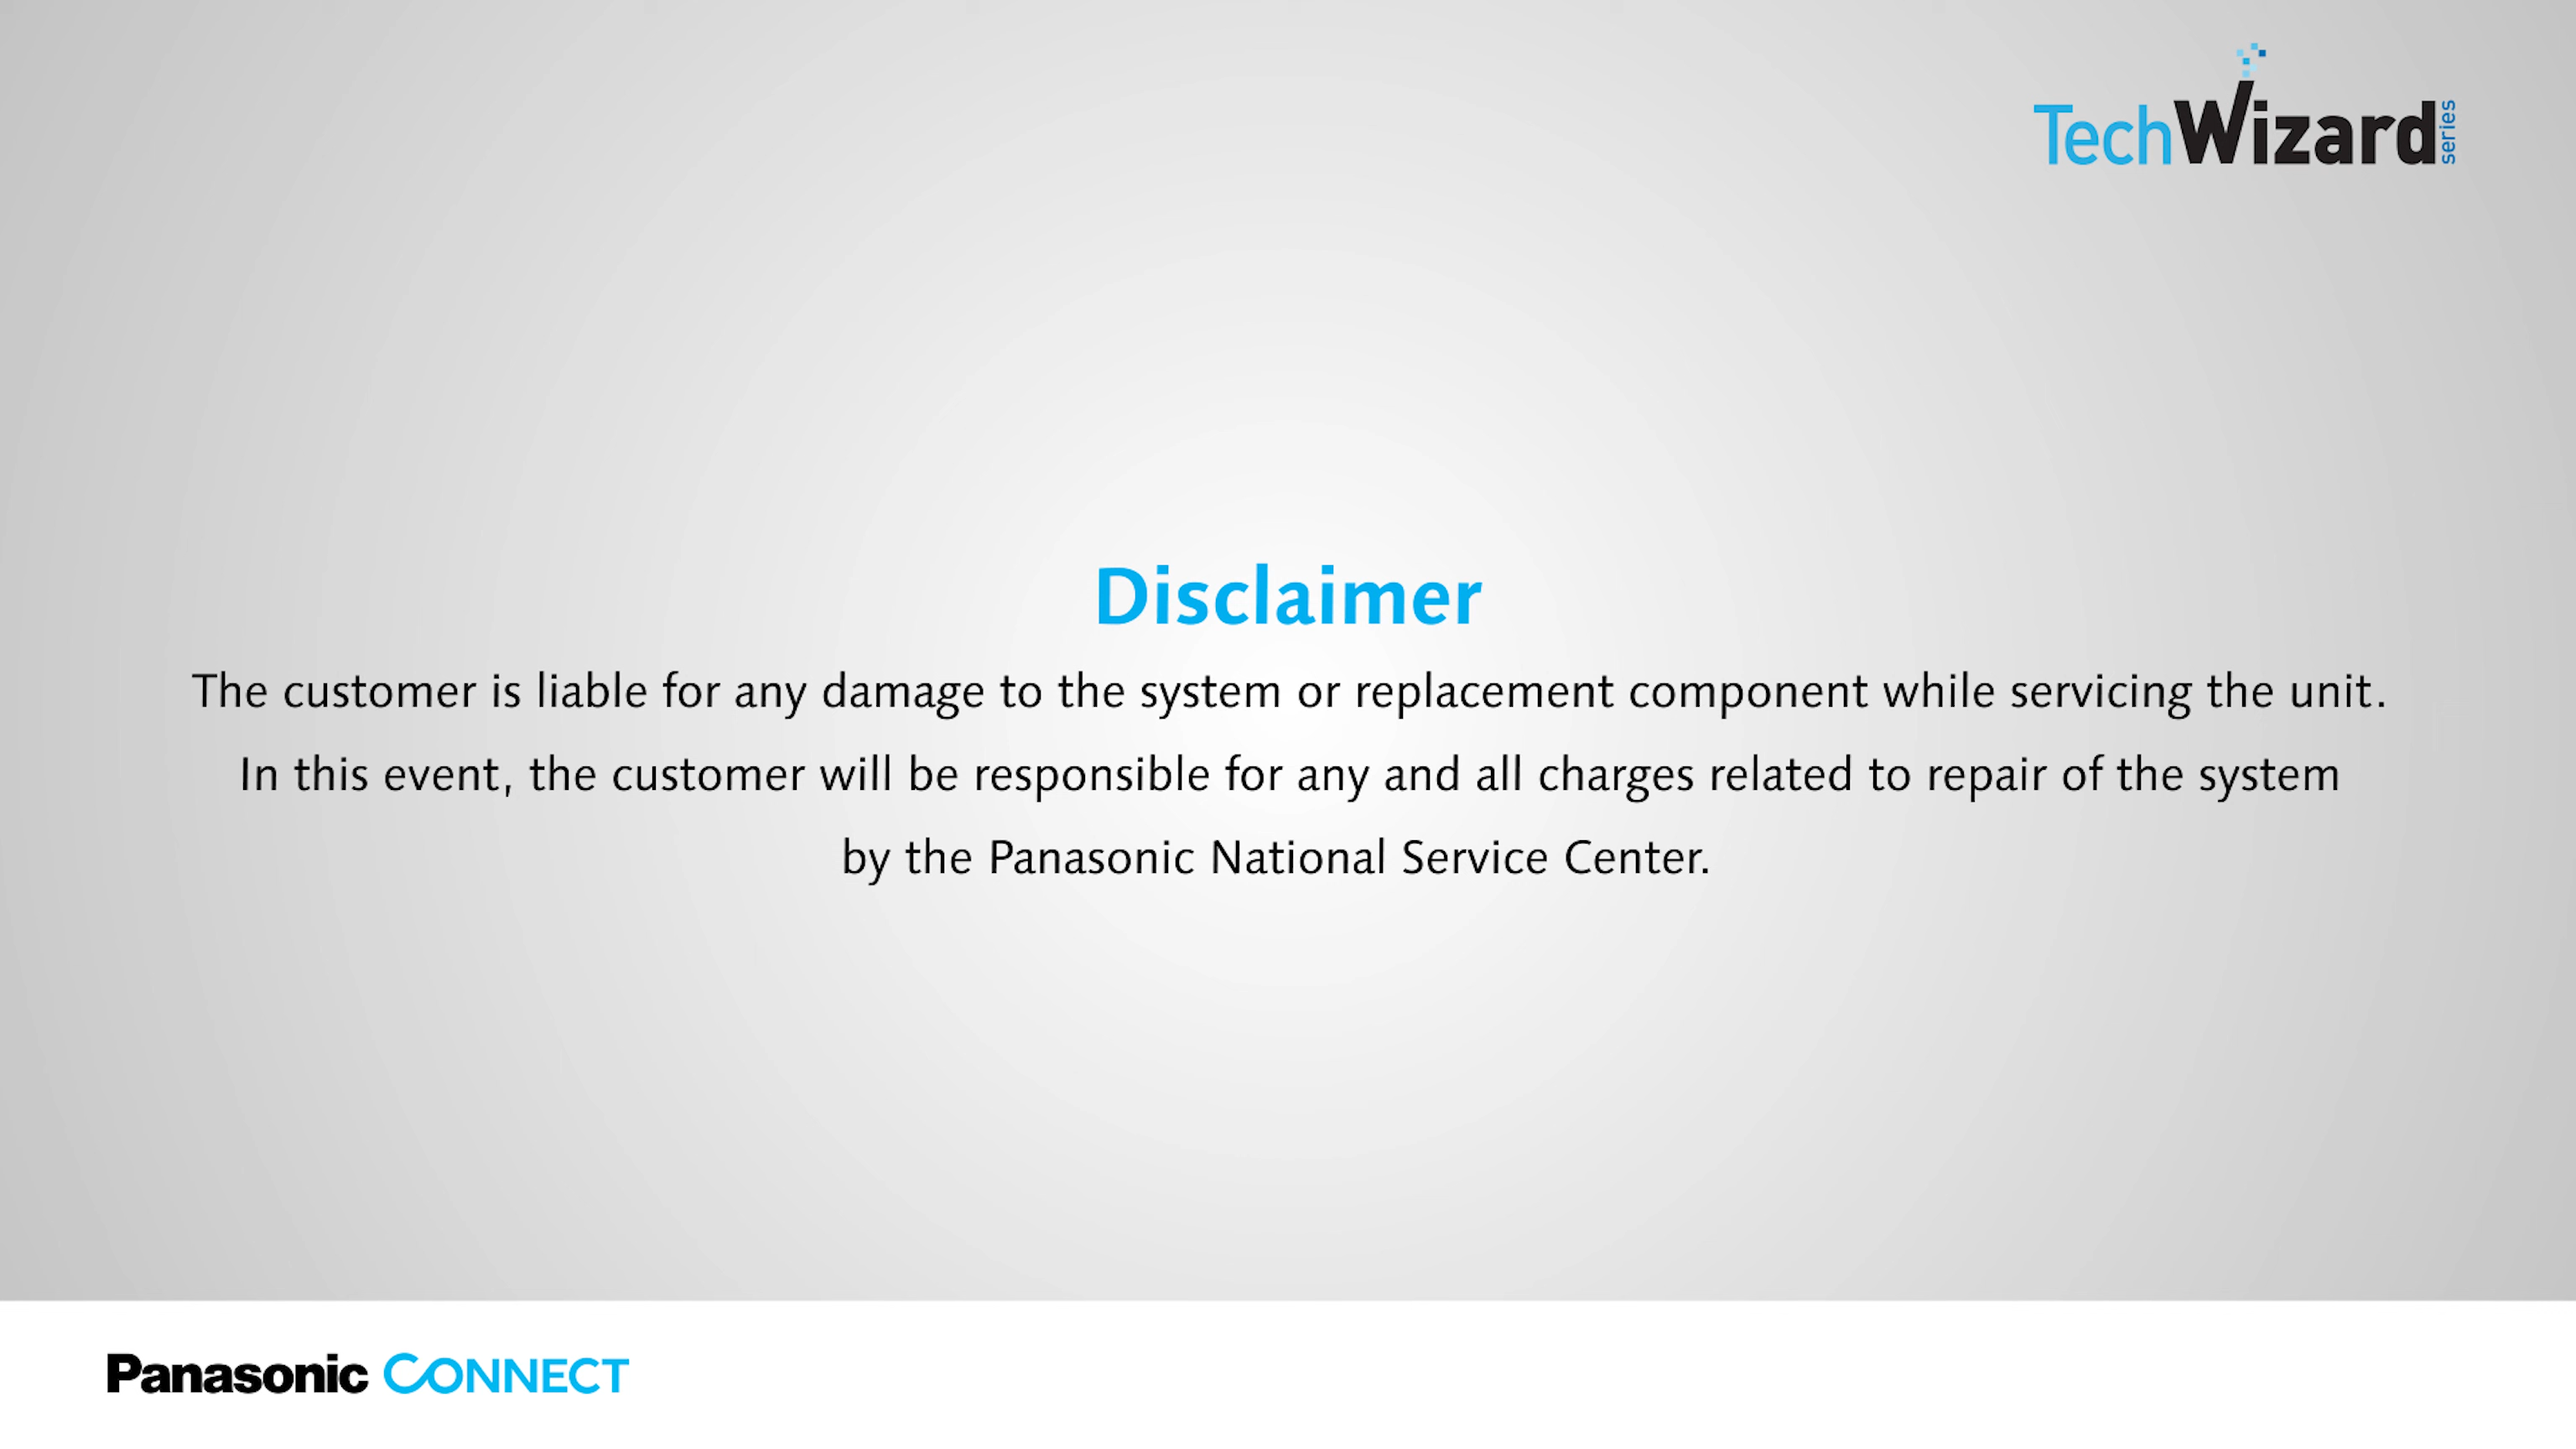 TechWizard series
Disclaimer
The customer is liable for any damage to the system or replacement component while servicing the unit.
In this event, the customer will be responsible for any and all charges related to repair of the system
by the Panasonic National Service Center.
Panasonic CONNECT